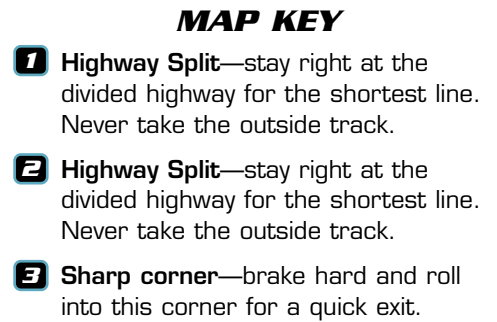 MAP KEY
1 Highway Split—stay right at the
divided highway for the shortest line.
Never take the outside track.
2 Highway Split—stay right at the
divided highway for the shortest line.
Never take the outside track.
3 Sharp corner—brake hard and roll
into this corner for a quick exit.